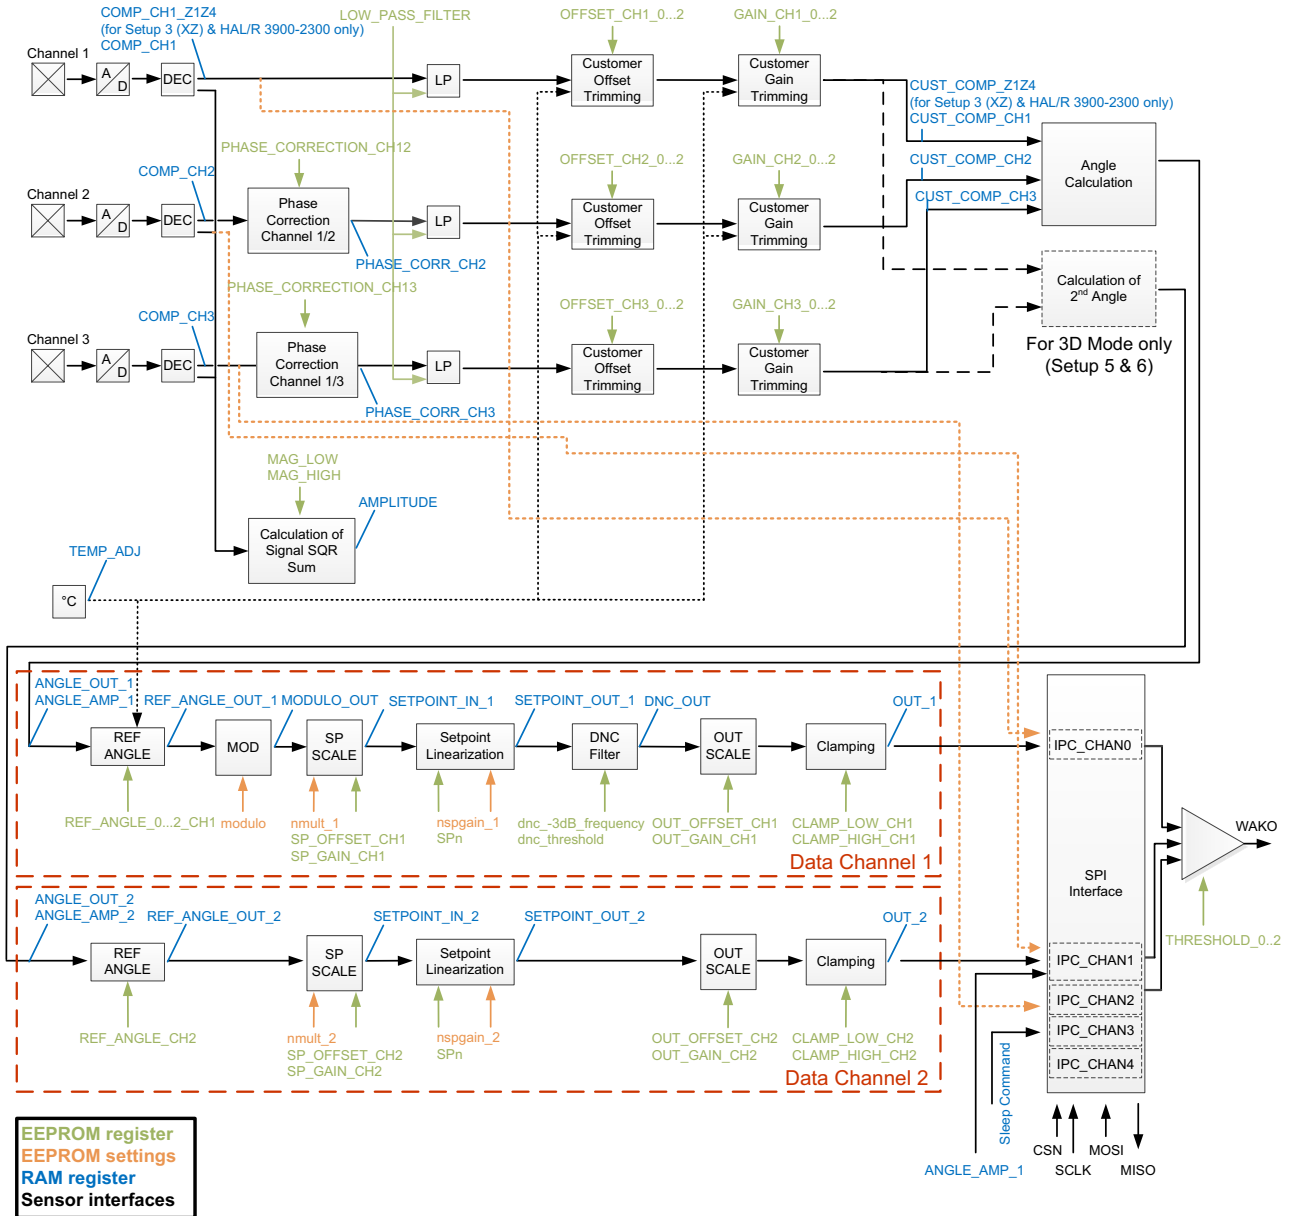 COMP_CH1_Z1Z4
(for Setup 3 (XZ) & HAL/R 3900-2300 only)
COMP_CH1
LOW_PASS_FILTER
OFFSET_CH1_0...2
GAIN_CH1_0...2
Channel 1
A/D
DEC
LP
Customer
Offset
Trimming
Customer
Gain
Trimming
CUST_COMP_Z1Z4
(for Setup 3 (XZ) & HAL/R 3900-2300 only)
CUST_COMP_CH1
PHASE_CORRECTION_CH12
OFFSET_CH2_0...2
GAIN_CH2_0...2
CUST_COMP_CH2
CUST_COMP_CH3
Angle
Calculation
Channel 2
COMP_CH2
A/D
DEC
Phase
Correction
Channel 1/2
PHASE_CORR_CH2
LP
Customer
Offset
Trimming
Customer
Gain
Trimming
Calculation of
2nd Angle
For 3D Mode only
(Setup 5 & 6)
PHASE_CORRECTION_CH13
OFFSET_CH3_0...2
GAIN_CH3_0...2
Channel 3
COMP_CH3
A/D
DEC
Phase
Correction
Channel 1/3
PHASE_CORR_CH3
LP
Customer
Offset
Trimming
Customer
Gain
Trimming
MAG_LOW
MAG_HIGH
AMPLITUDE
Calculation of
Signal SQR
Sum
TEMP_ADJ
°C
ANGLE_OUT_1
ANGLE_AMP_1
REF_ANGLE_OUT_1
MODULO_OUT
SETPOINT_IN_1
SETPOINT_OUT_1
DNC_OUT
OUT_1
REF
ANGLE
MOD
SP
SCALE
Setpoint
Linearization
DNC
Filter
OUT
SCALE
Clamping
REF_ANGLE_0...2_CH1
modulo
nmult_1
SP_OFFSET_CH1
SP_GAIN_CH1
nspgain_1
SPn
dnc_-3dB_frequency
dnc_threshold
OUT_OFFSET_CH1
OUT_GAIN_CH1
CLAMP_LOW_CH1
CLAMP_HIGH_CH1
Data Channel 1
ANGLE_OUT_2
ANGLE_AMP_2
REF_ANGLE_OUT_2
SETPOINT_IN_2
SETPOINT_OUT_2
OUT_2
REF
ANGLE
SP
SCALE
Setpoint
Linearization
OUT
SCALE
Clamping
REF_ANGLE_CH2
nmult_2
SP_OFFSET_CH2
SP_GAIN_CH2
nspgain_2
SPn
OUT_OFFSET_CH2
OUT_GAIN_CH2
CLAMP_LOW_CH2
CLAMP_HIGH_CH2
Data Channel 2
IPC_CHAN0
SPI
Interface
IPC_CHAN1
IPC_CHAN2
IPC_CHAN3
IPC_CHAN4
WAKO
THRESHOLD_0..2
Sleep Command
ANGLE_AMP_1
CSN
SCLK
MOSI
MISO
EEPROM register
EEPROM settings
RAM register
Sensor interfaces